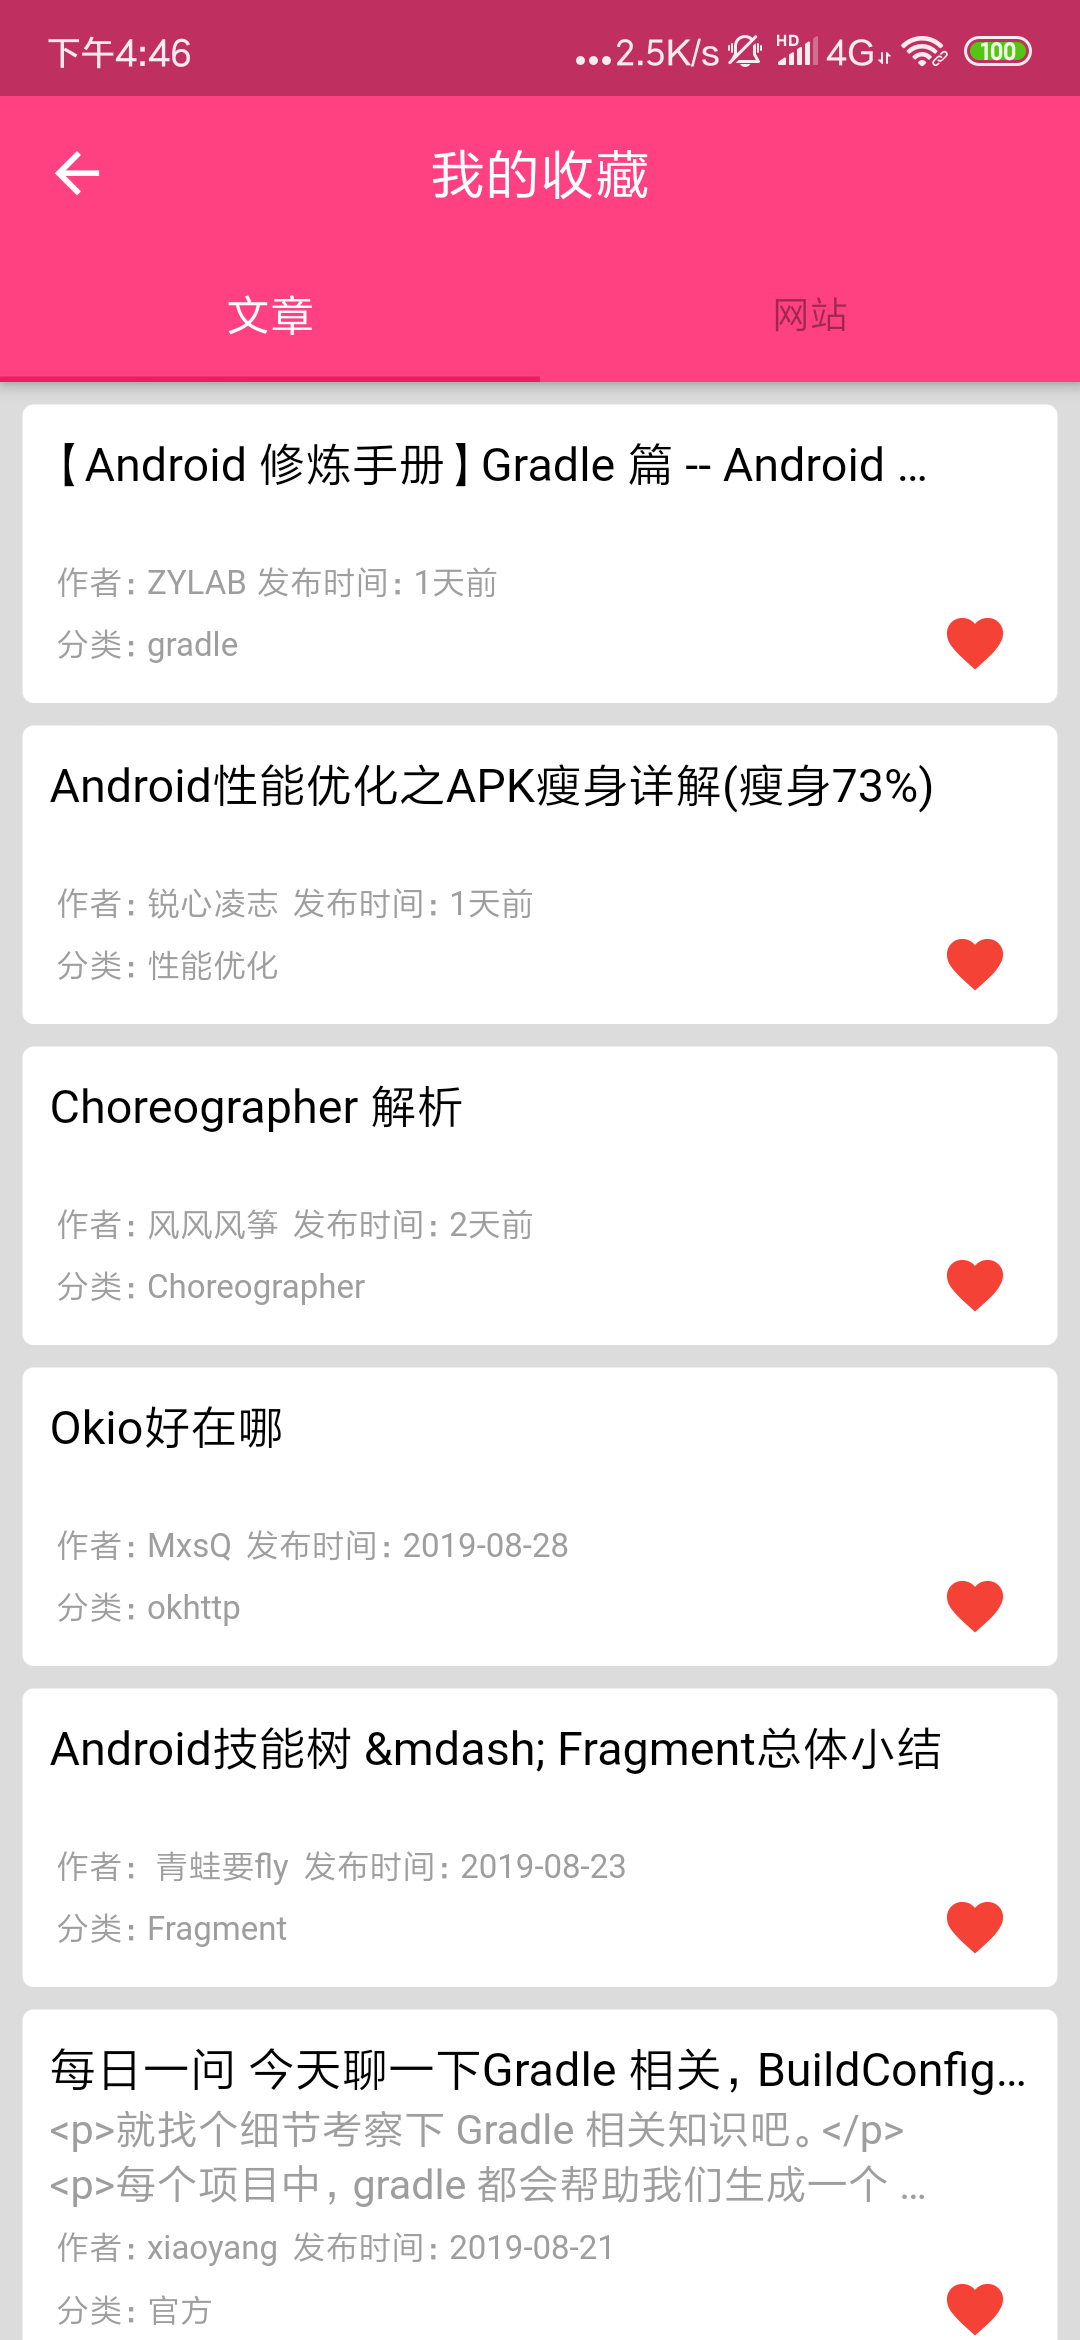 下午4:46
...2.5K/s HD 4G 100
我的收藏
文章
网站
【Android 修炼手册】Gradle 篇 -- Android ...
作者：ZYLAB 发布时间：1天前
分类：gradle
Android性能优化之APK瘦身详解(瘦身73%)
作者：锐心凌志 发布时间：1天前
分类：性能优化
Choreographer 解析
作者：风风风筝 发布时间：2天前
分类：Choreographer
Okio好在哪
作者：MxsQ 发布时间：2019-08-28
分类：okhttp
Android技能树 &mdash; Fragment总体小结
作者： 青蛙要fly 发布时间：2019-08-23
分类：Fragment
每日一问 今天聊一下Gradle 相关，BuildConfig...
<p>就找个细节考察下 Gradle 相关知识吧。</p>
<p>每个项目中，gradle 都会帮助我们生成一个 ...
作者：xiaoyang 发布时间：2019-08-21
分类：官方